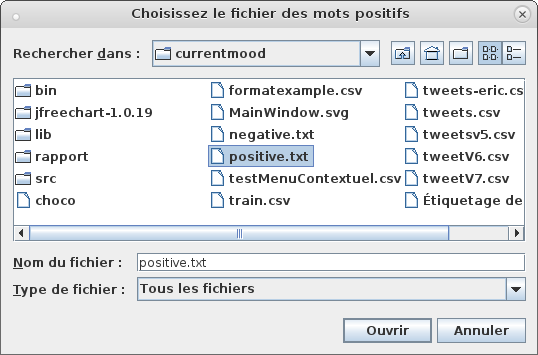 Choisissez le fichier des mots positifs
Rechercher dans : currentmood
bin formatexample.csv tweets-eric.cs
jfreechart-1.0.19 MainWindow.svg tweets.csv
lib negative.txt tweetsv5.csv
rapport positive.txt tweetV6.csv
src testMenuContextuel.csv tweetV7.csv
choco train.csv Étiquetage de
Nom du fichier : positive.txt
Type de fichier : Tous les fichiers
Ouvrir Annuler